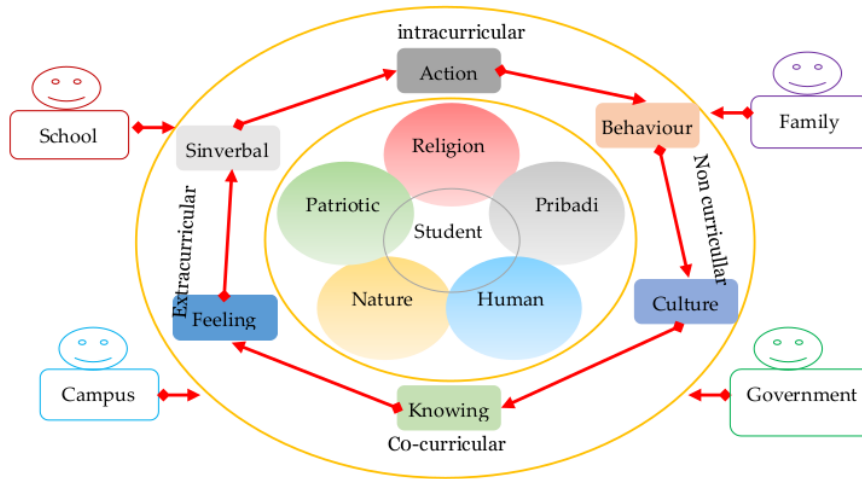 intracurricular
Action
School
Family
Behaviour
Sinverbal
Religion
Patriotic
Pribadi
Student
Non curricullar
Extracurricular
Nature
Human
Culture
Feeling
Campus
Government
Knowing
Co-curricular